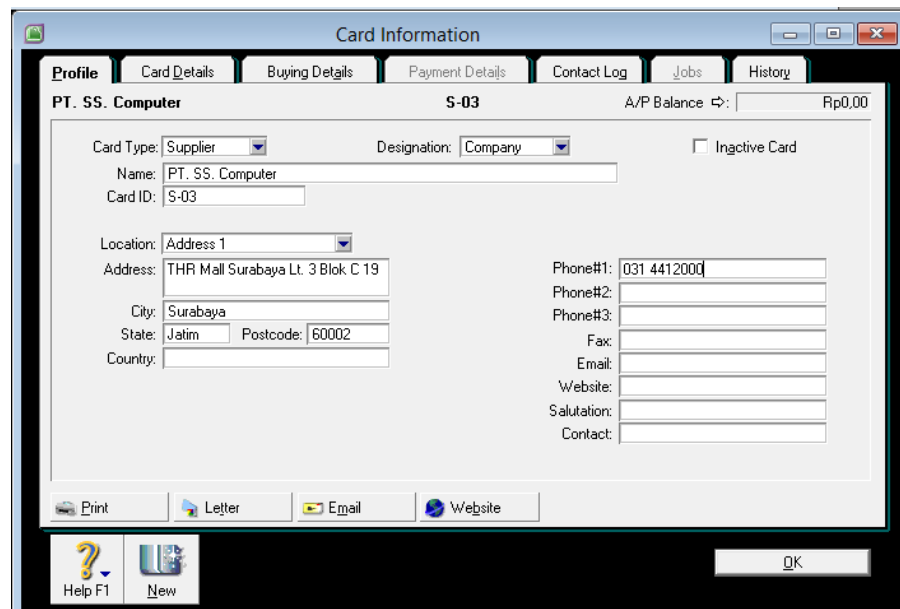 Card Information
Profile Card Details Buying Details Payment Details Contact Log Jobs History
PT. SS. Computer S-03 A/P Balance ⇨: Rp0,00
Card Type: Supplier Designation: Company Inactive Card
Name: PT. SS. Computer
Card ID: S-03
Location: Address 1
Address: THR Mall Surabaya Lt. 3 Blok C 19
City: Surabaya
State: Jatim Postcode: 60002
Country:
Phone#1: 031 4412000
Phone#2:
Phone#3:
Fax:
Email:
Website:
Salutation:
Contact:
Print Letter Email Website
Help F1 New OK